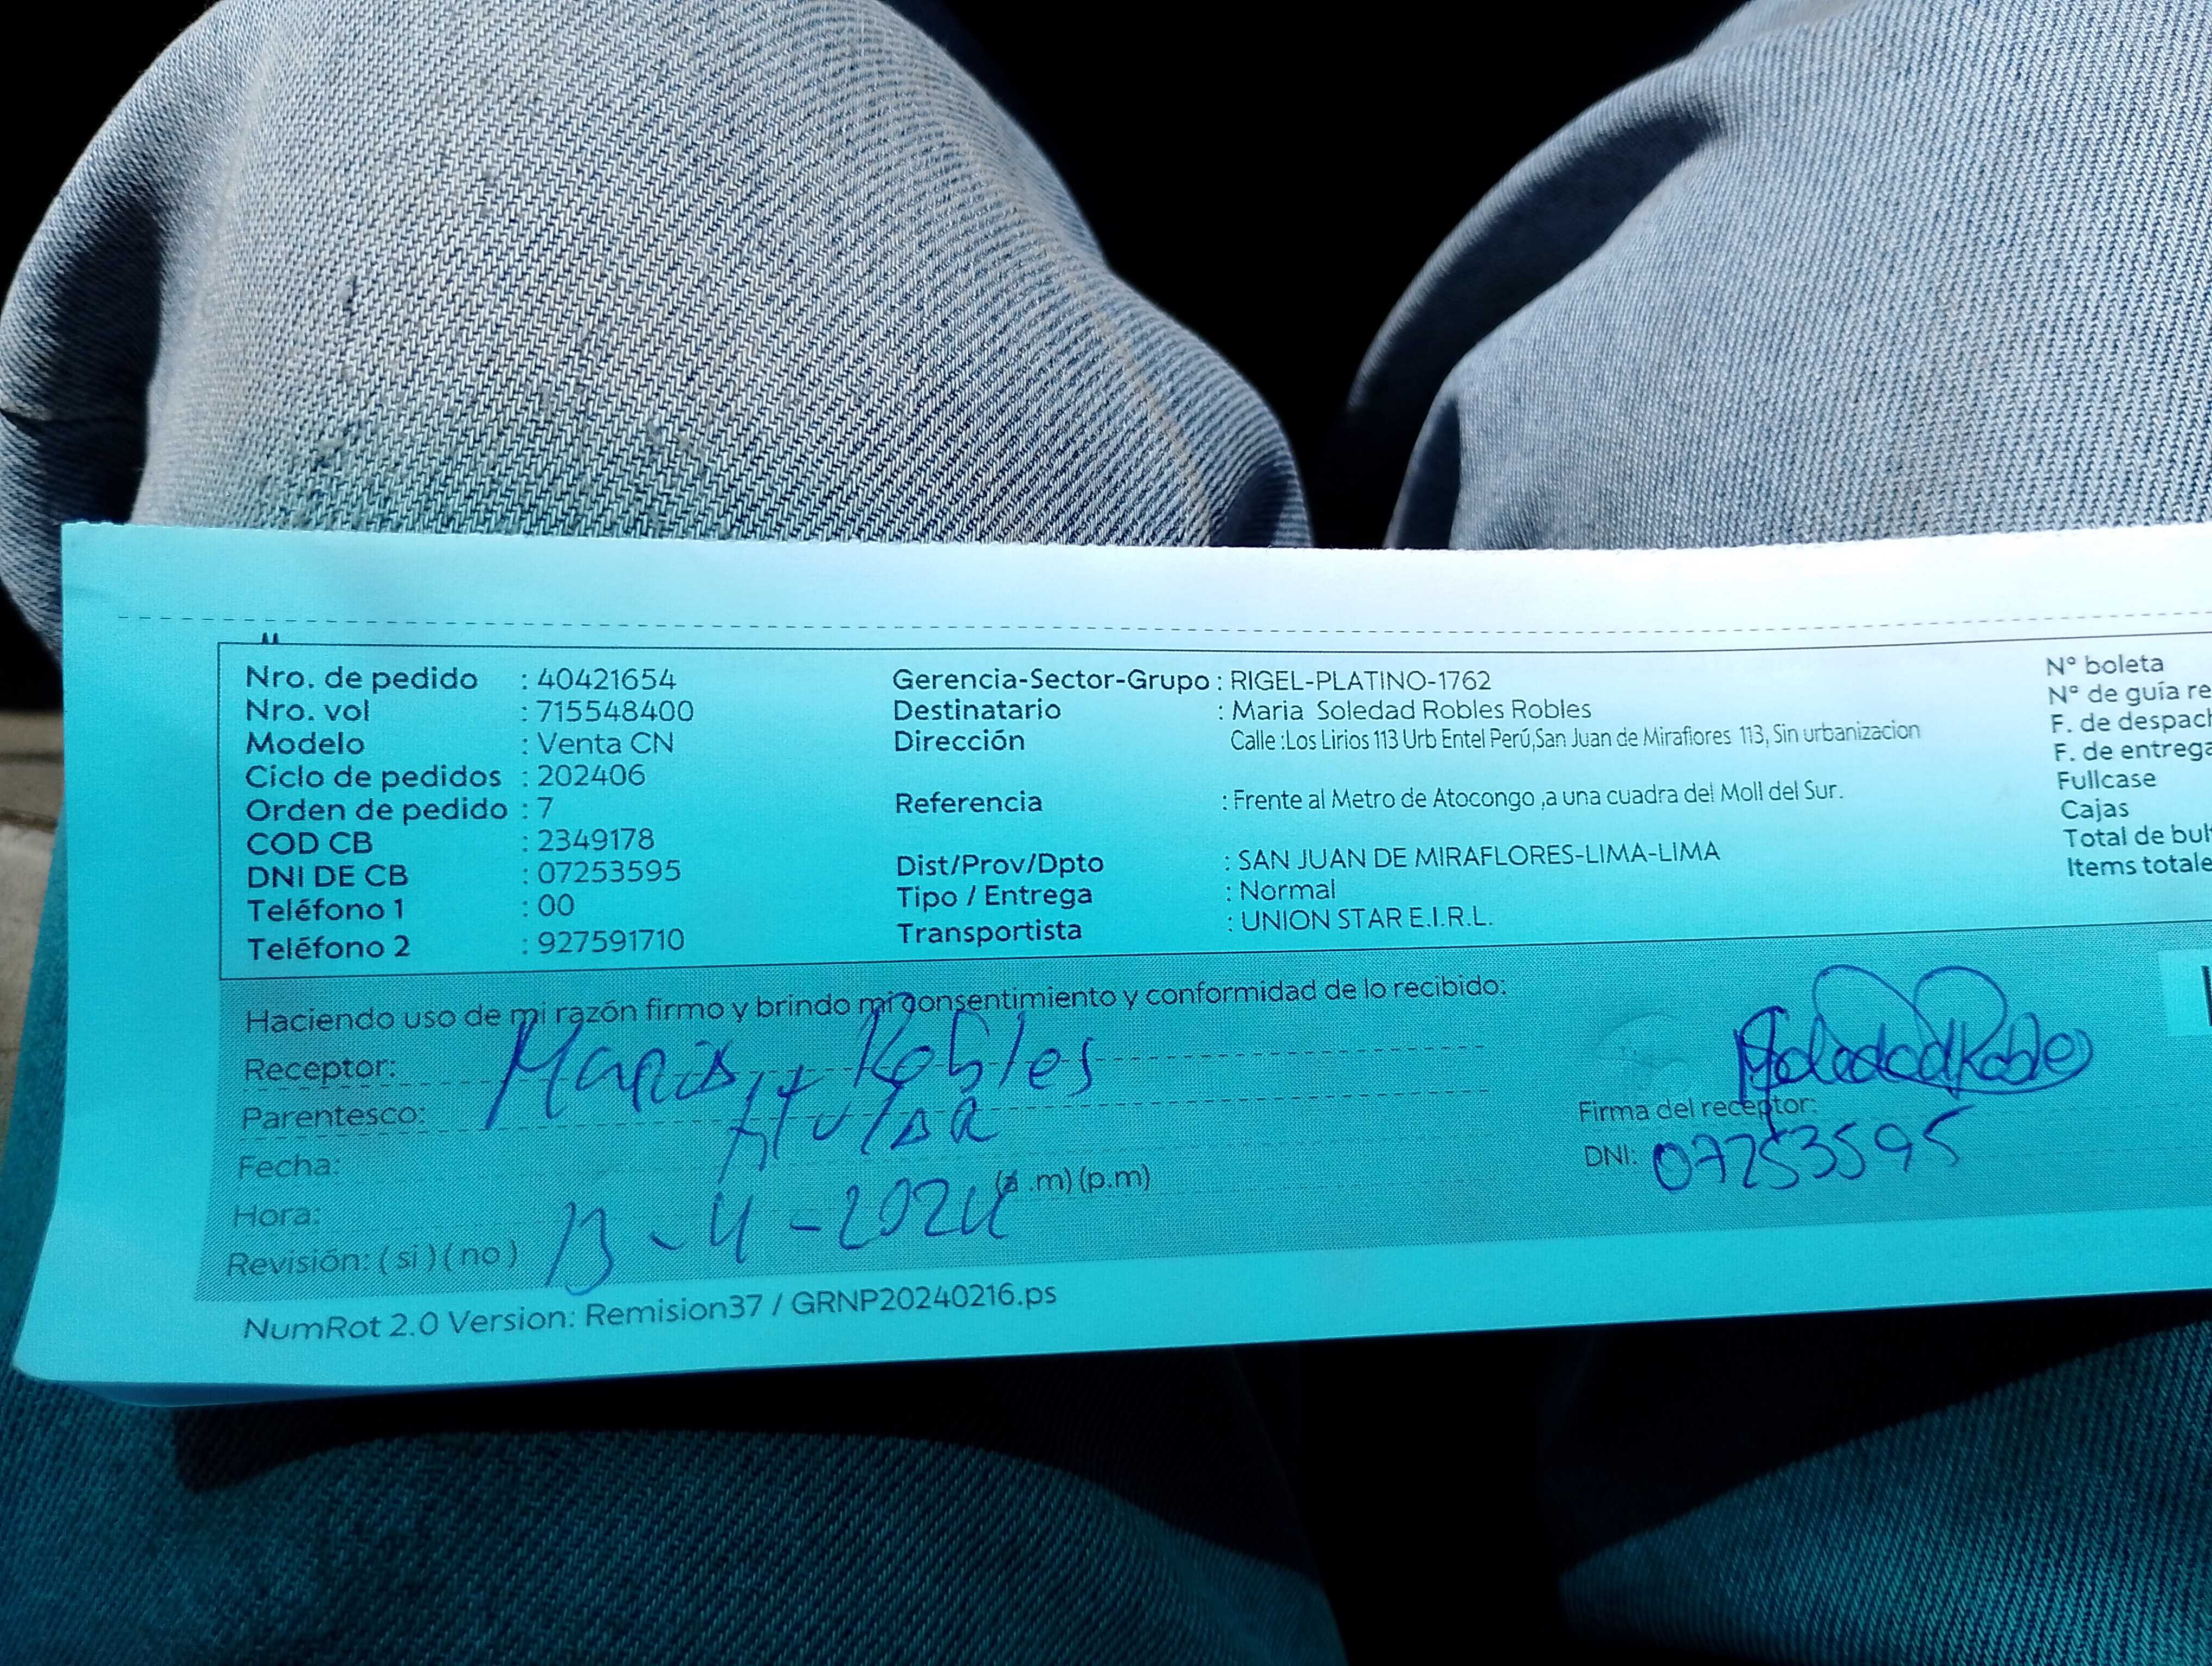 Nro. de pedido : 40421654
Nro. vol : 715548400
Modelo : Venta CN
Ciclo de pedidos : 202406
Orden de pedido : 7
COD CB : 2349178
DNI DE CB : 07253595
Teléfono 1 : 00
Teléfono 2 : 927591710
Gerencia-Sector-Grupo : RIGEL-PLATINO-1762
Destinatario : Maria Soledad Robles Robles
Dirección Calle :Los Lirios 113 Urb Entel Perú,San Juan de Miraflores 113, Sin urbanizacion
Referencia : Frente al Metro de Atocongo ,a una cuadra del Moll del Sur.
Dist/Prov/Dpto : SAN JUAN DE MIRAFLORES-LIMA-LIMA
Tipo / Entrega : Normal
Transportista : UNION STAR E.I.R.L.
N° boleta
N° de guía re
F. de despach
F. de entrega
Fullcase
Cajas
Total de bul
Items totale
Haciendo uso de mi razón firmo y brindo mi consentimiento y conformidad de lo recibido:
Receptor: Maria Robles
Parentesco: titular
Fecha:
Hora: (a.m) (p.m)
Revisión: ( si ) ( no ) 13-4-2024
Soledad Robles
Firma del receptor:
DNI: 07253595
NumRot 2.0 Version: Remision37 / GRNP20240216.ps